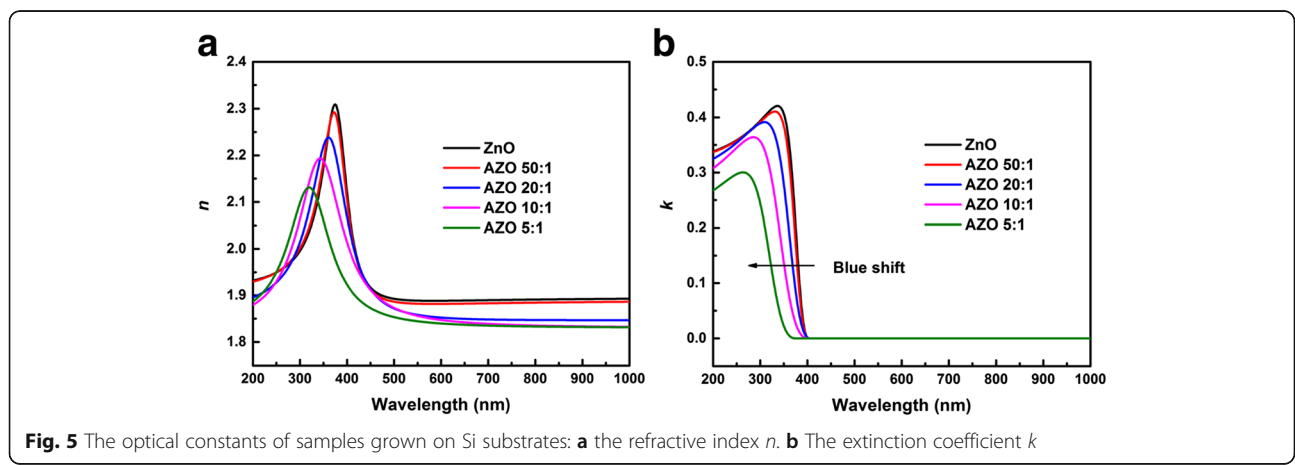 a
2.4
2.3
2.2
2.1
2.0
1.9
1.8
n
ZnO
AZO 50:1
AZO 20:1
AZO 10:1
AZO 5:1
200 300 400 500 600 700 800 900 1000
Wavelength (nm)
b
0.5
0.4
0.3
0.2
0.1
0.0
k
ZnO
AZO 50:1
AZO 20:1
AZO 10:1
AZO 5:1
Blue shift
200 300 400 500 600 700 800 900 1000
Wavelength (nm)
Fig. 5 The optical constants of samples grown on Si substrates: a the refractive index n. b The extinction coefficient k